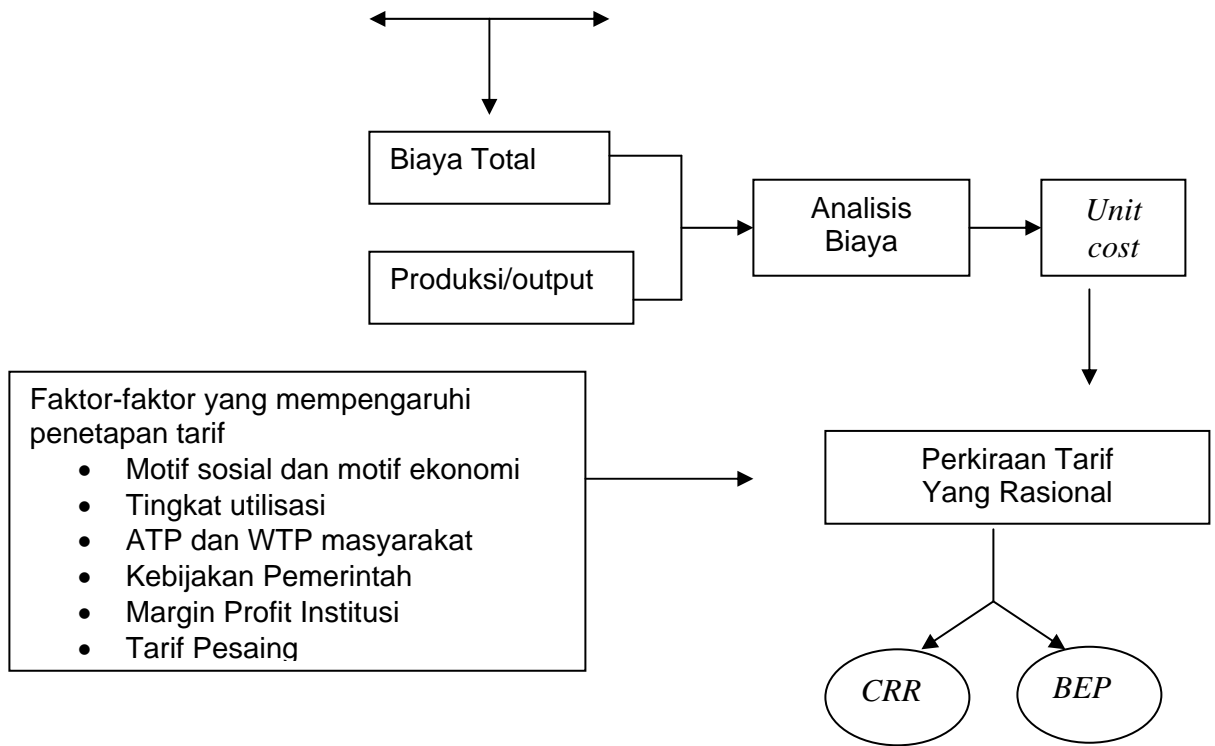 Biaya Total
Produksi/output
Analisis
Biaya
Unit
cost
Faktor-faktor yang mempengaruhi
penetapan tarif
• Motif sosial dan motif ekonomi
• Tingkat utilisasi
• ATP dan WTP masyarakat
• Kebijakan Pemerintah
• Margin Profit Institusi
• Tarif Pesaing
Perkiraan Tarif
Yang Rasional
CRR
BEP